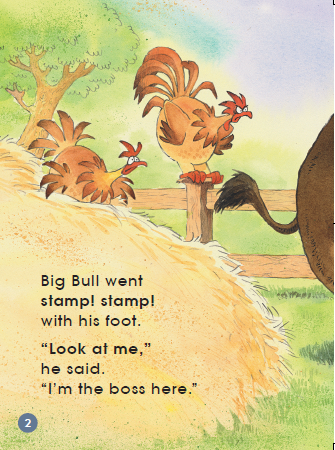 Big Bull went
stamp! stamp!
with his foot.
“Look at me,”
he said.
“I’m the boss here.”
2